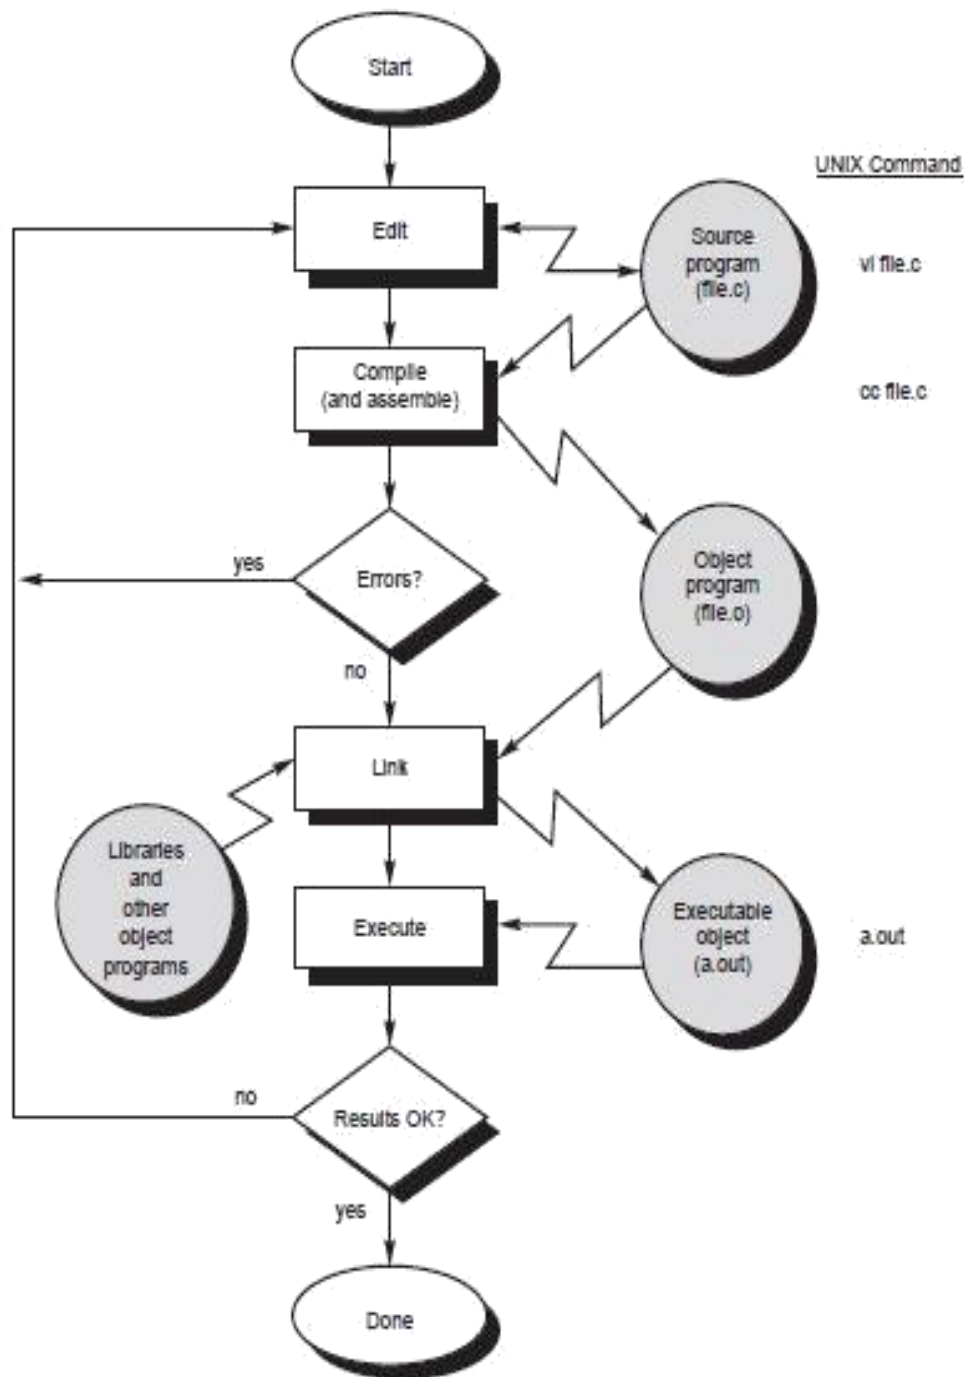 Start
UNIX Command
Edit
Source
program
(file.c)
vi file.c
Compile
(and assemble)
cc file.c
yes
Errors?
Object
program
(file.o)
no
Link
Libraries
and
other
object
programs
Execute
Executable
object
(a.out)
a.out
no
Results OK?
yes
Done